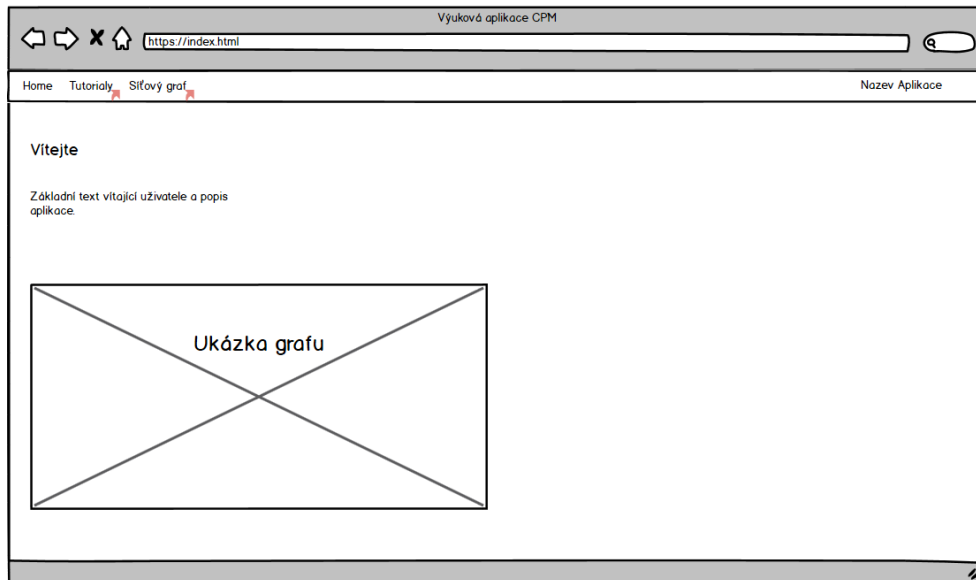 Výuková aplikace CPM
https://index.html
Home Tutorialy Síťový graf Nazev Aplikace
Vítejte
Základní text vítající uživatele a popis
aplikace.
Ukázka grafu